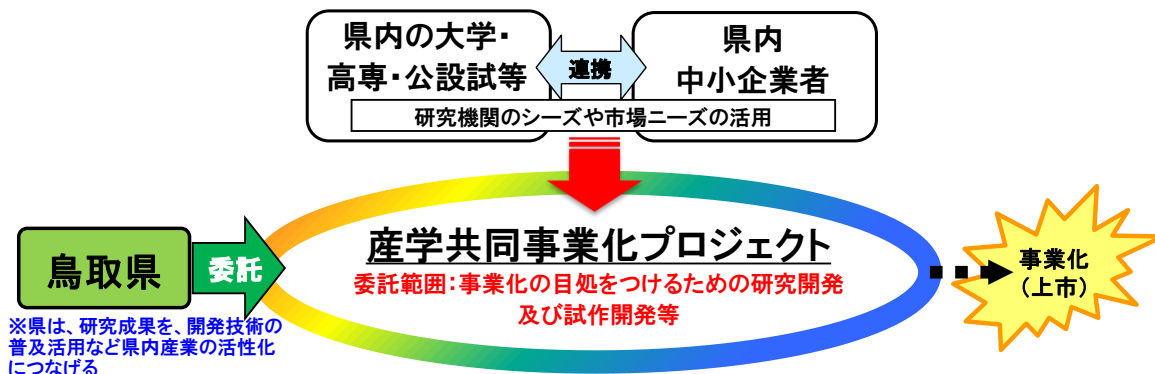 県内の大学・
高専・公設試等
連携
県内
中小企業者
研究機関のシーズや市場ニーズの活用
鳥取県
委託
産学共同事業化プロジェクト
委託範囲：事業化の目処をつけるための研究開発
及び試作開発等
事業化
（上市）
※県は、研究成果を、開発技術の
普及活用など県内産業の活性化
につなげる